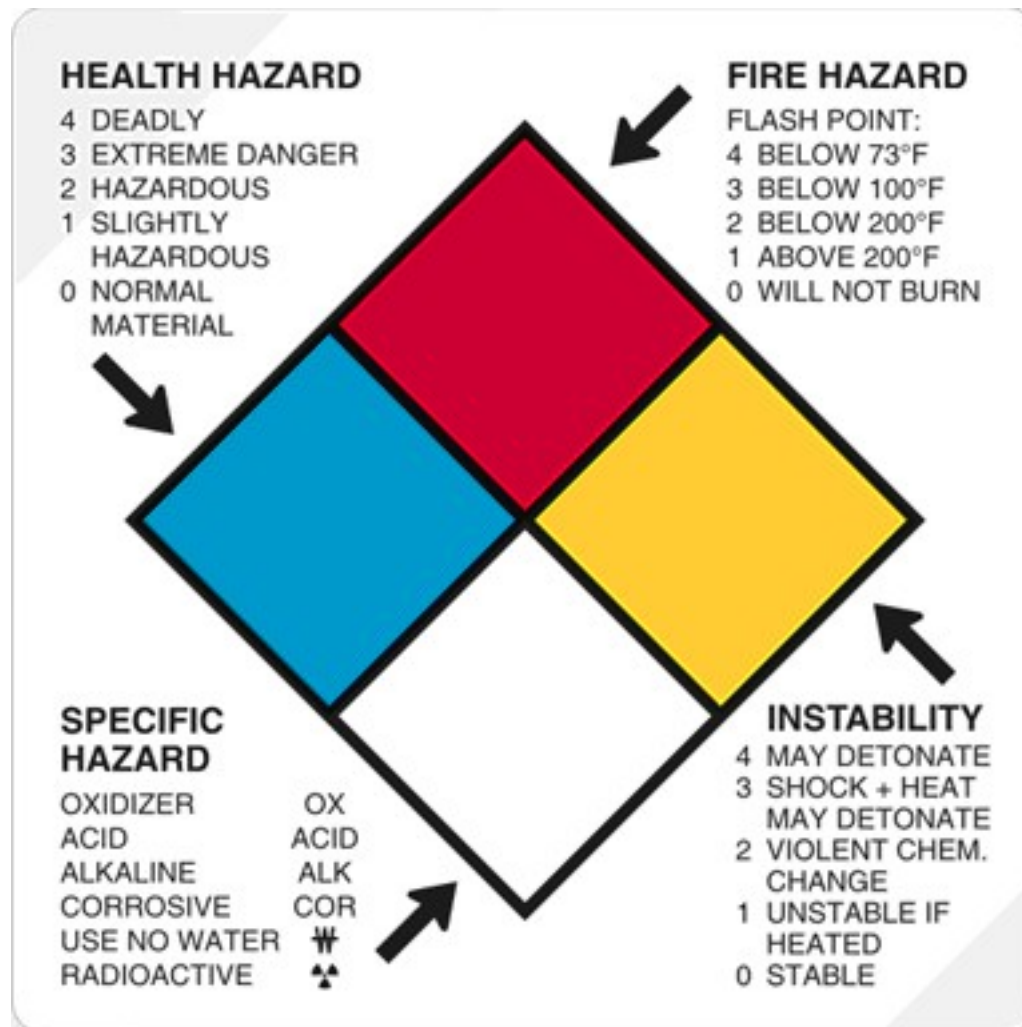 HEALTH HAZARD
4 DEADLY
3 EXTREME DANGER
2 HAZARDOUS
1 SLIGHTLY
HAZARDOUS
0 NORMAL
MATERIAL
FIRE HAZARD
FLASH POINT:
4 BELOW 73°F
3 BELOW 100°F
2 BELOW 200°F
1 ABOVE 200°F
0 WILL NOT BURN
SPECIFIC
HAZARD
OXIDIZER OX
ACID ACID
ALKALINE ALK
CORROSIVE COR
USE NO WATER W
RADIOACTIVE ☢
INSTABILITY
4 MAY DETONATE
3 SHOCK + HEAT
MAY DETONATE
2 VIOLENT CHEM.
CHANGE
1 UNSTABLE IF
HEATED
0 STABLE